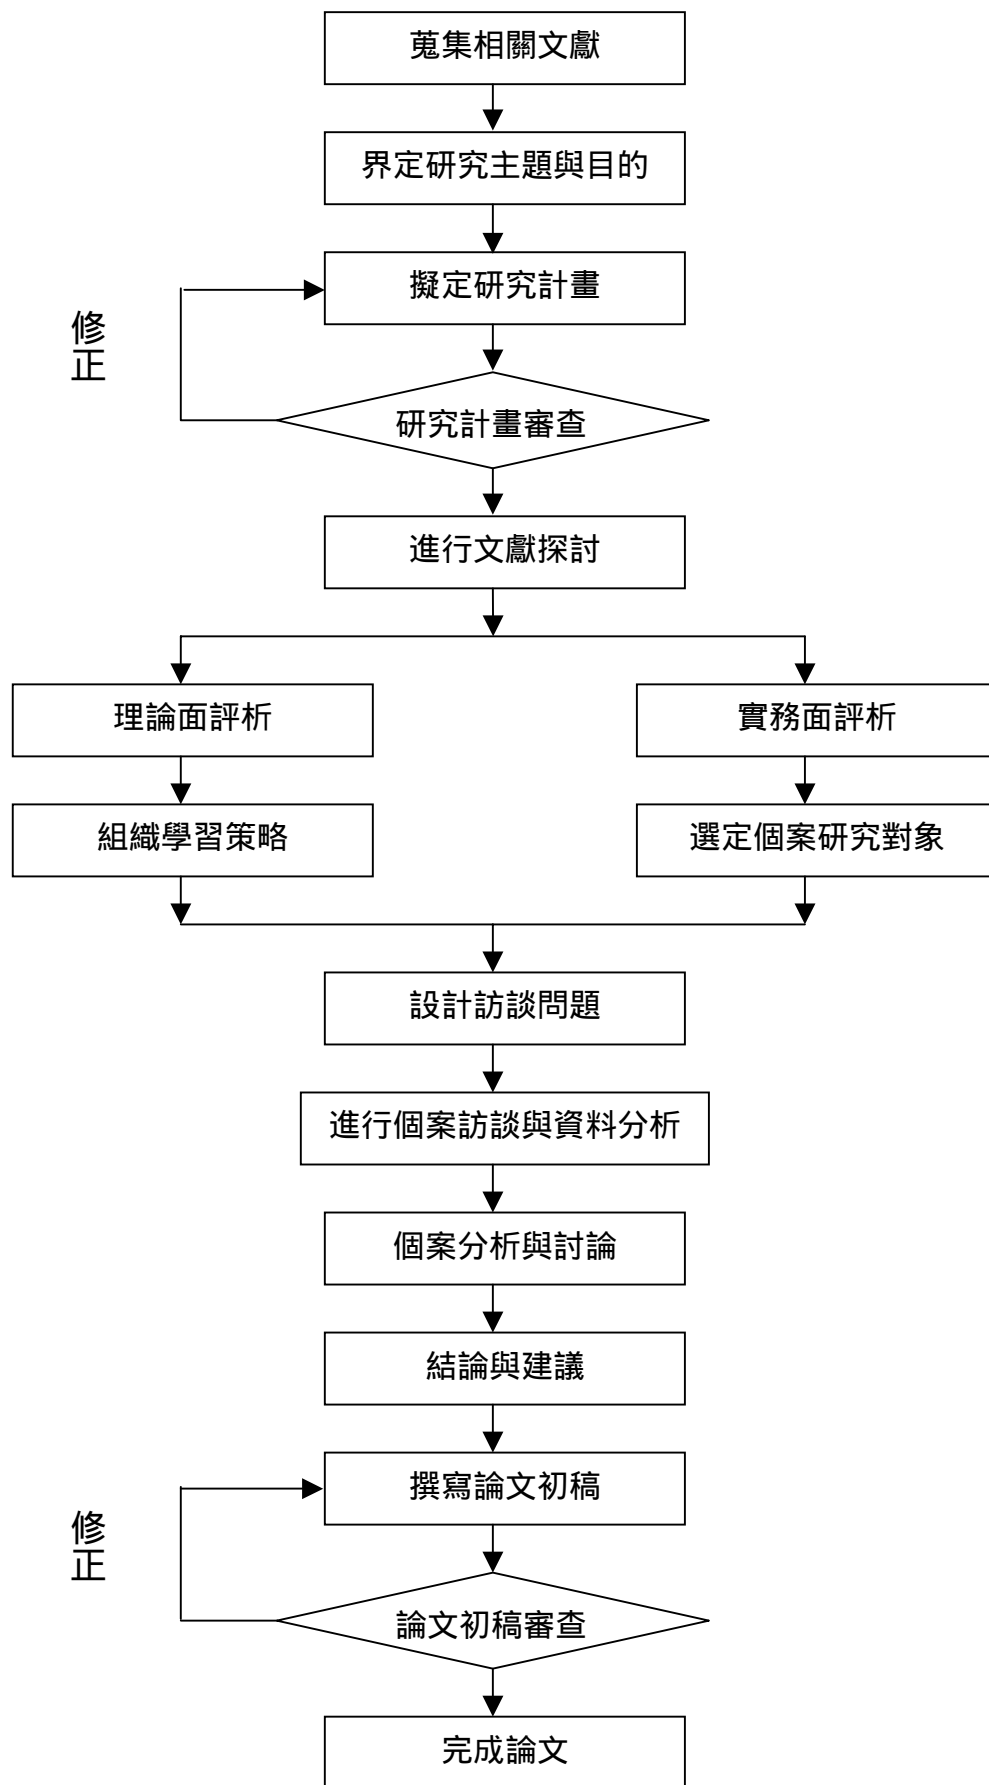 蒐集相關文獻
界定研究主題與目的
擬定研究計畫
修正
研究計畫審查
進行文獻探討
理論面評析
實務面評析
組織學習策略
選定個案研究對象
設計訪談問題
進行個案訪談與資料分析
個案分析與討論
結論與建議
撰寫論文初稿
修正
論文初稿審查
完成論文